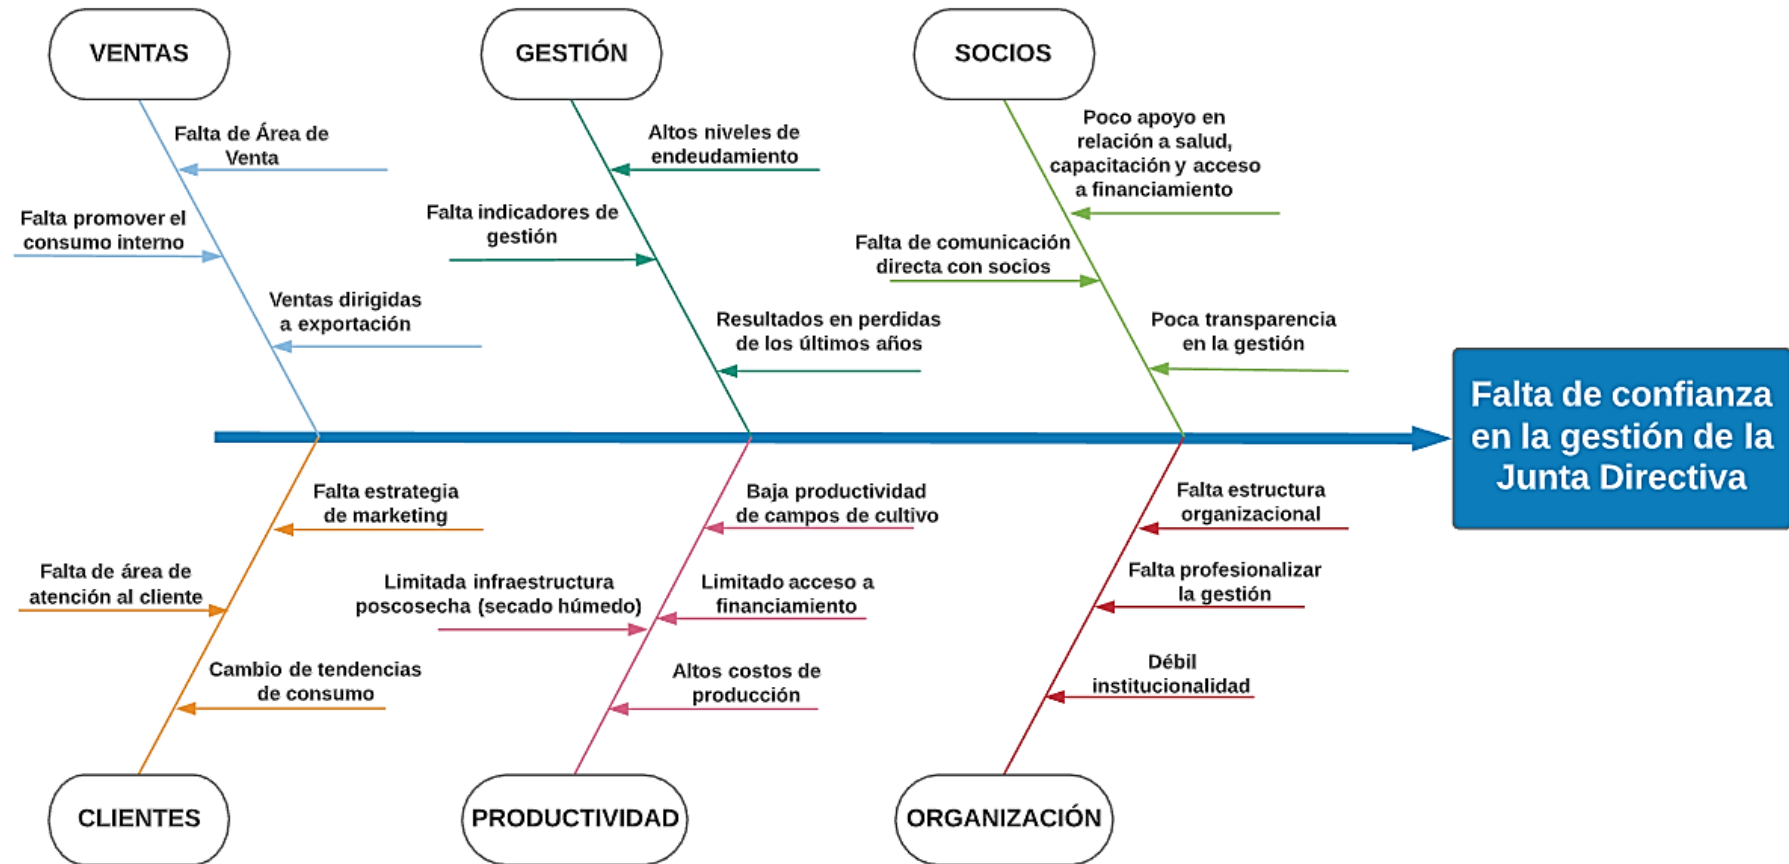 VENTAS
GESTIÓN
SOCIOS
Falta de Área de
Venta
Falta promover el
consumo interno
Ventas dirigidas
a exportación
Altos niveles de
endeudamiento
Falta indicadores de
gestión
Resultados en perdidas
de los últimos años
Poco apoyo en
relación a salud,
capacitación y acceso
a financiamiento
Falta de comunicación
directa con socios
Poca transparencia
en la gestión
Falta de confianza
en la gestión de la
Junta Directiva
Falta estrategia
de marketing
Falta de área de
atención al cliente
Cambio de tendencias
de consumo
Baja productividad
de campos de cultivo
Limitada infraestructura
poscosecha (secado húmedo)
Limitado acceso a
financiamiento
Altos costos de
producción
Falta estructura
organizacional
Falta profesionalizar
la gestión
Débil
institucionalidad
CLIENTES
PRODUCTIVIDAD
ORGANIZACIÓN